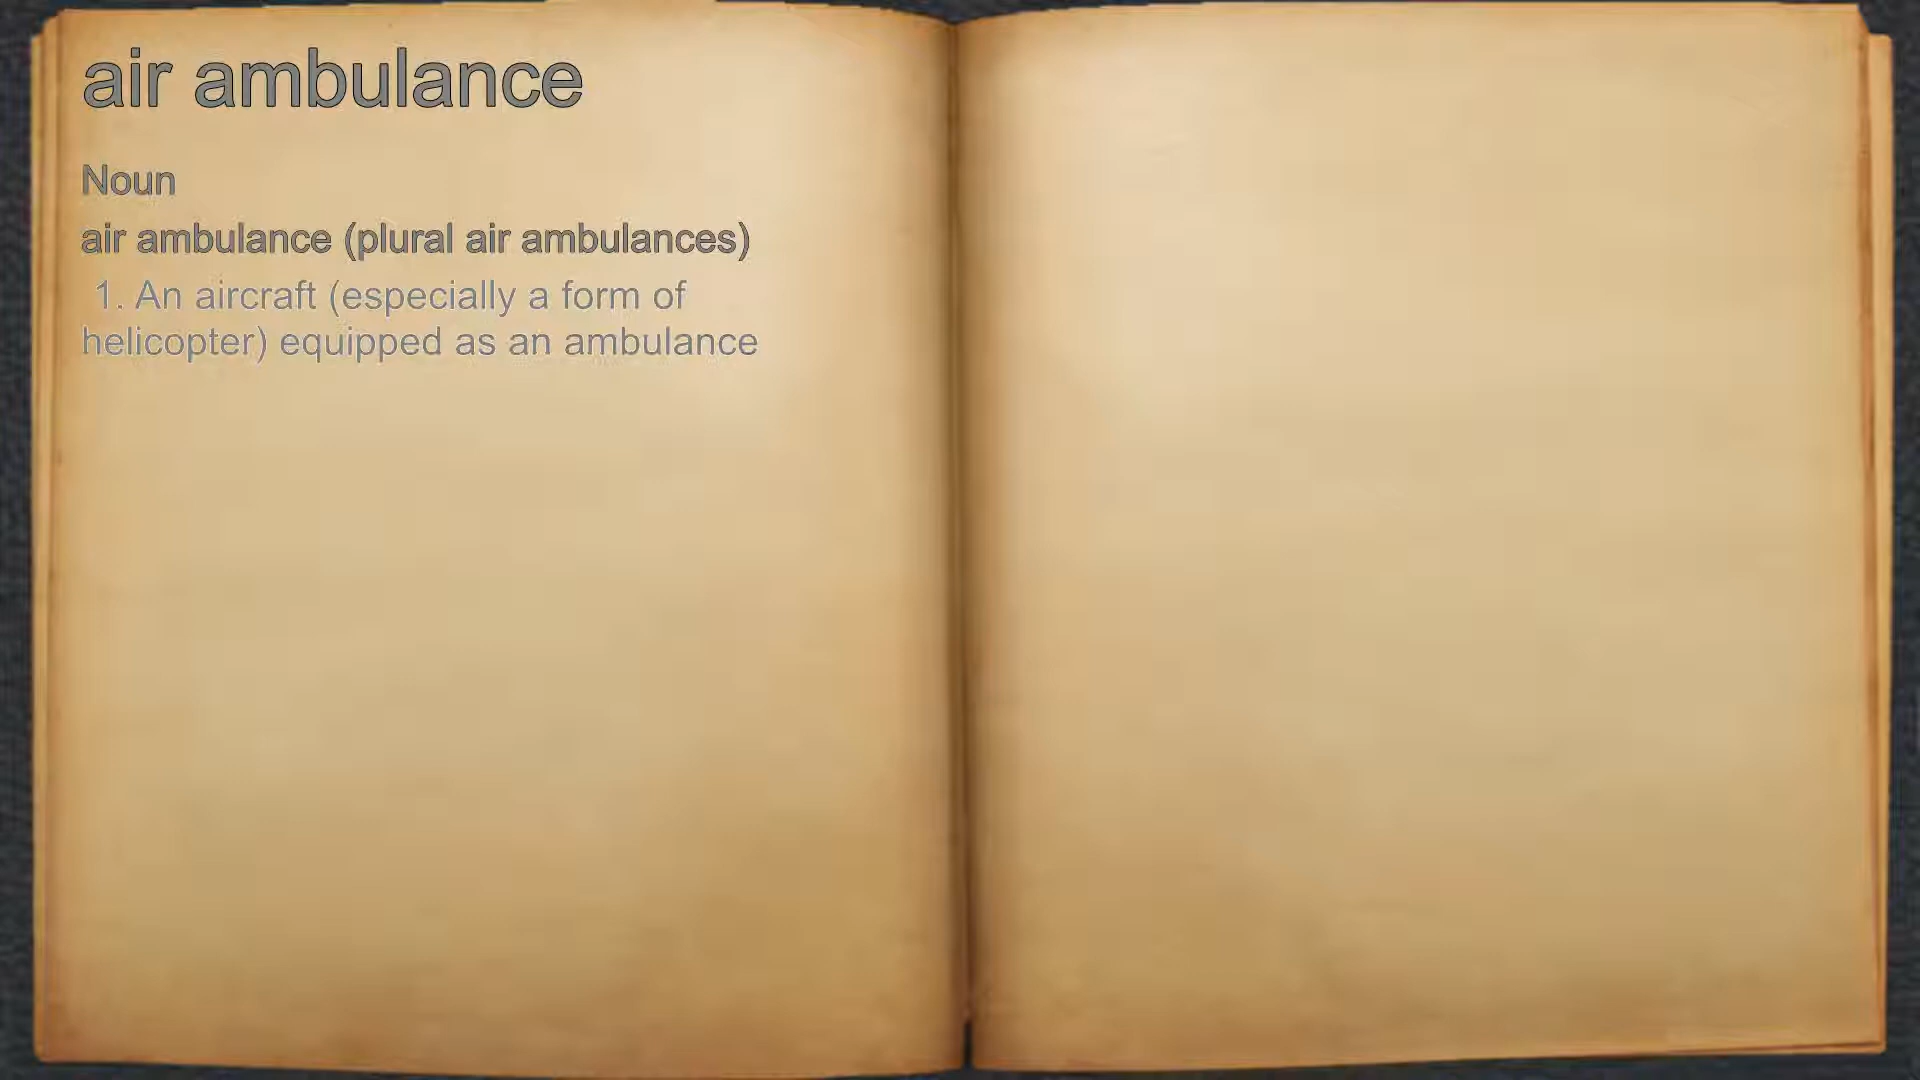 air ambulance
Noun
air ambulance (plural air ambulances)
1. An aircraft (especially a form of
helicopter) equipped as an ambulance